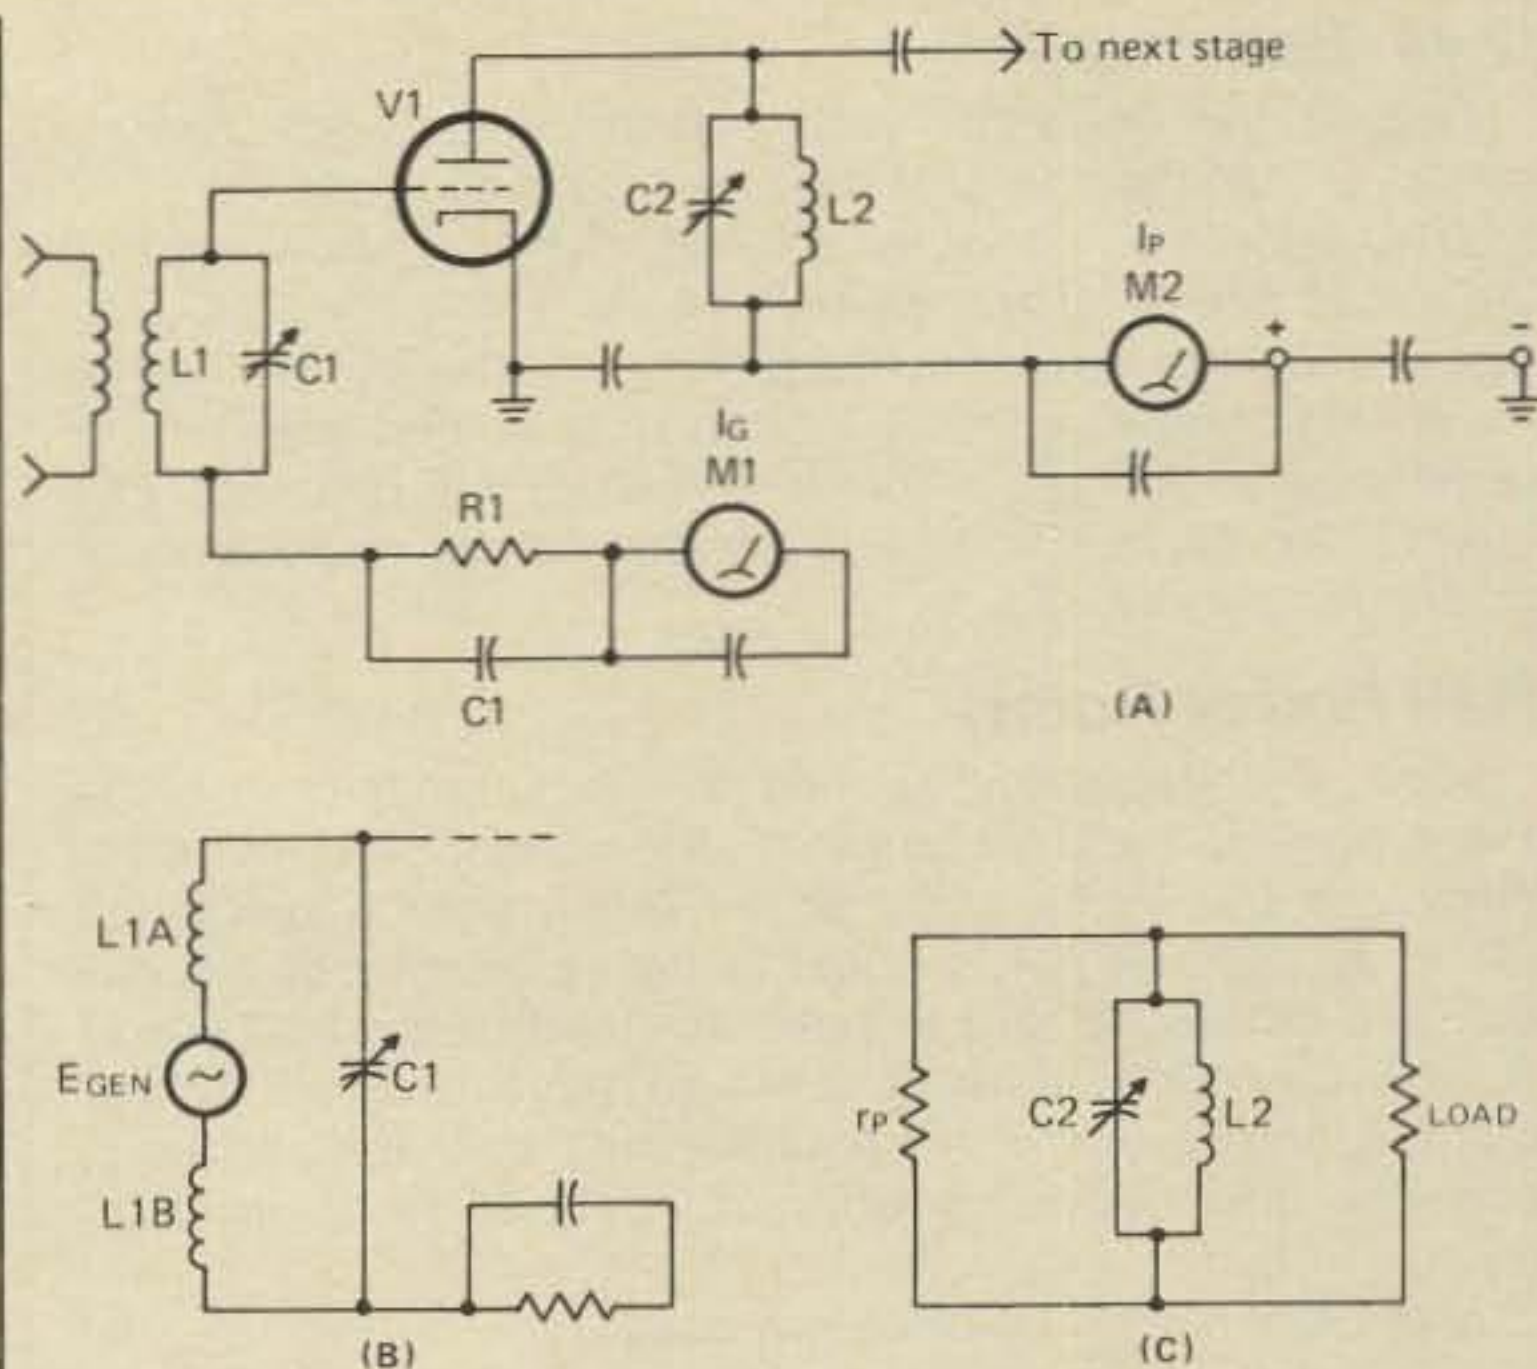 To next stage
V1
C2
L2
IP
M2
+
-
L1
C1
IG
M1
R1
C1
(A)
L1A
EGEN
C1
L1B
rP
C2
L2
LOAD
(B)
(C)